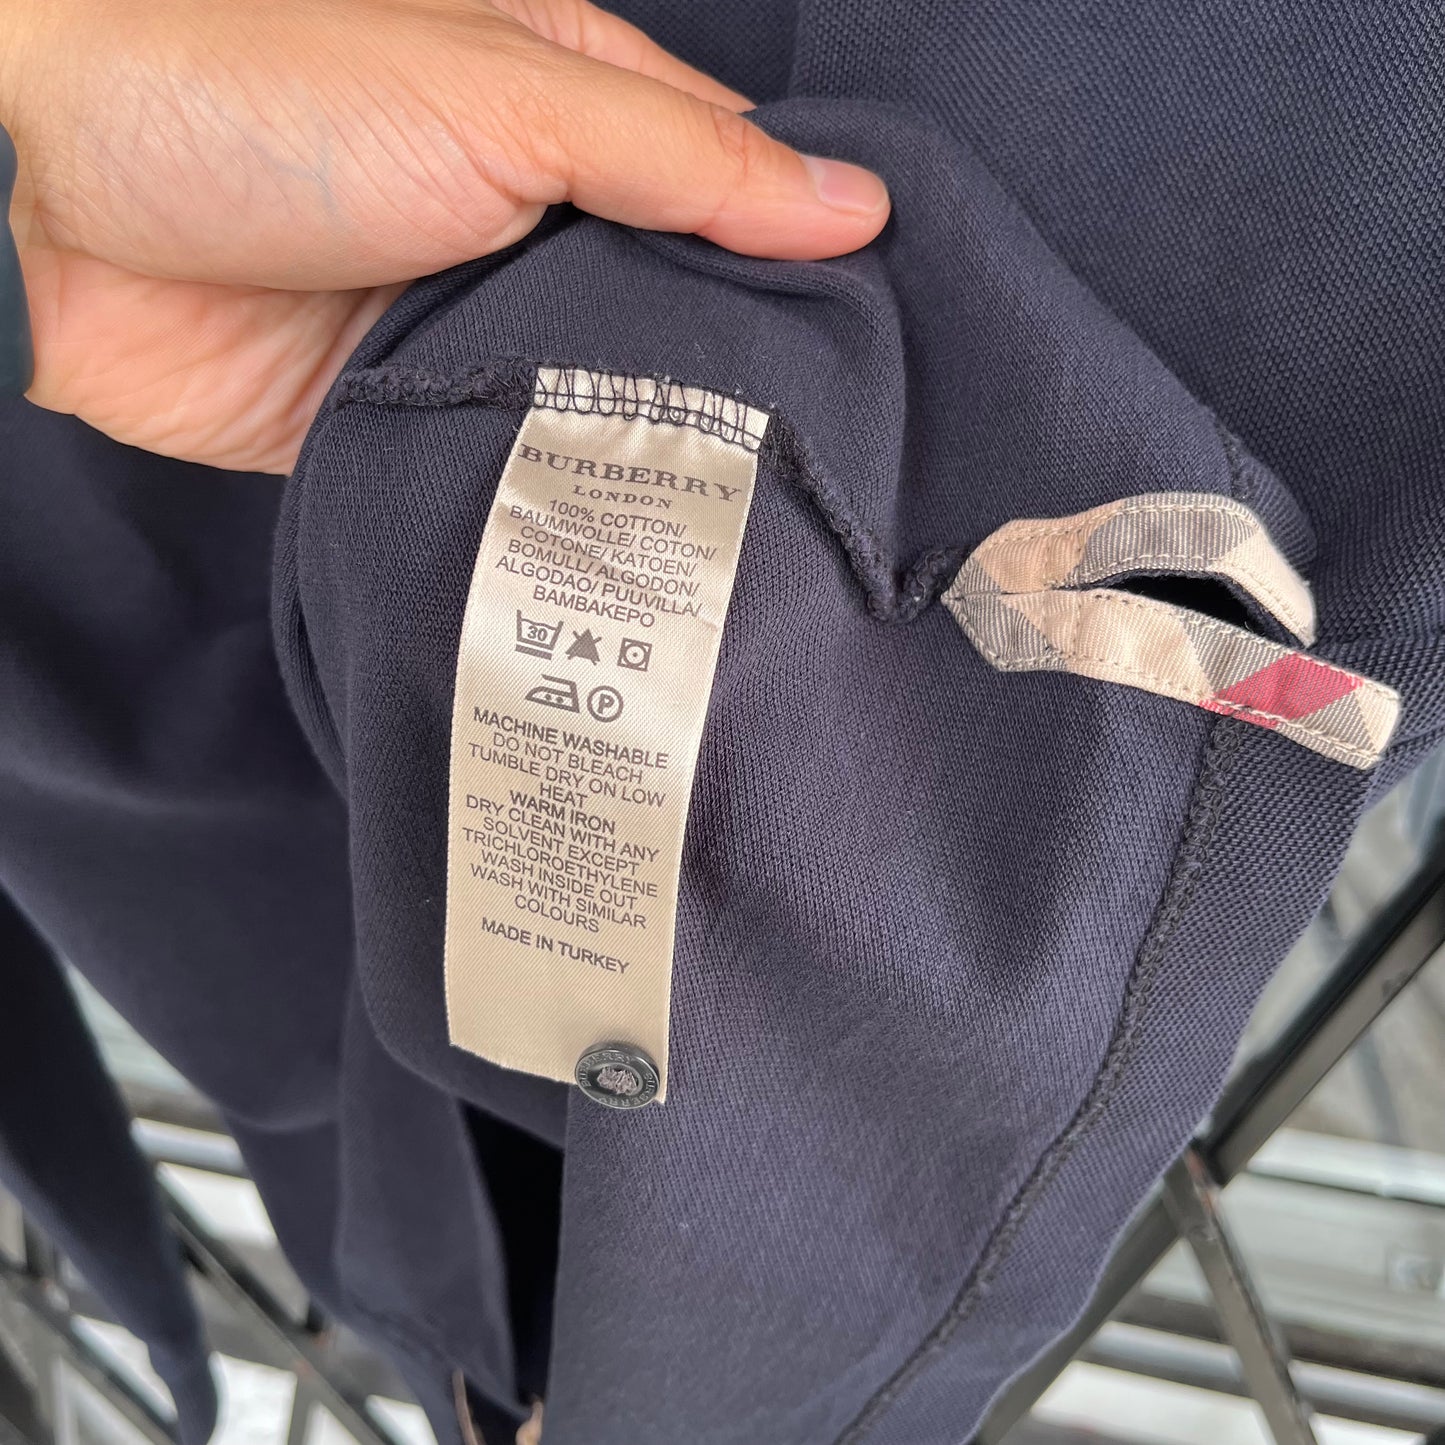 BURBERRY
LONDON
100% COTTON/
BAUMWOLLE/ COTON/
COTONE/ KATOEN/
BOMULL/ ALGODON/
ALGODAO/ PUUVILLA/
BAMBAKEPO
30
P
MACHINE WASHABLE
DO NOT BLEACH
TUMBLE DRY ON LOW
HEAT
WARM IRON
DRY CLEAN WITH ANY
SOLVENT EXCEPT
TRICHLOROETHYLENE
WASH INSIDE OUT
WASH WITH SIMILAR
COLOURS
MADE IN TURKEY
BURBERRY
BURBERRY